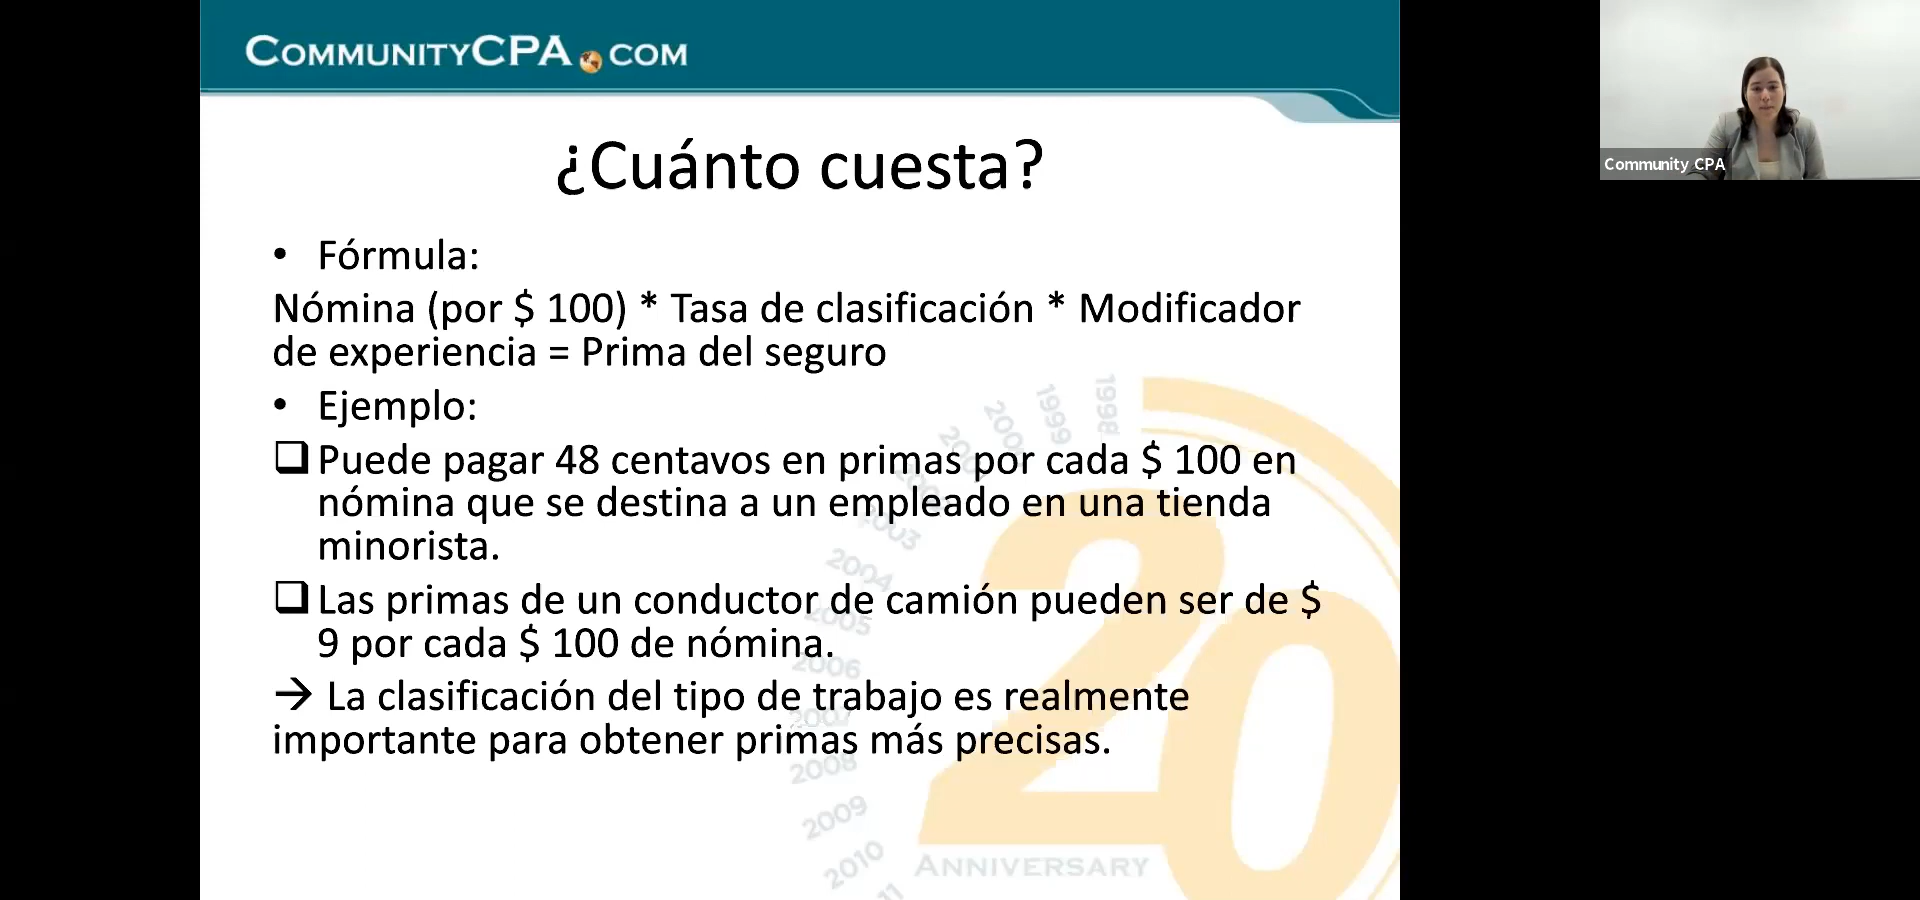 COMMUNITYCPA.COM
Community CPA
¿Cuánto cuesta?
• Fórmula:
Nómina (por $ 100) * Tasa de clasificación * Modificador
de experiencia = Prima del seguro
• Ejemplo:
❑ Puede pagar 48 centavos en primas por cada $ 100 en
nómina que se destina a un empleado en una tienda
minorista.
❑ Las primas de un conductor de camión pueden ser de $
9 por cada $ 100 de nómina.
→ La clasificación del tipo de trabajo es realmente
importante para obtener primas más precisas.
1998
1999
2003
2004
2005
2006
2007
2008
2009
2010
11
20
ANNIVERSARY